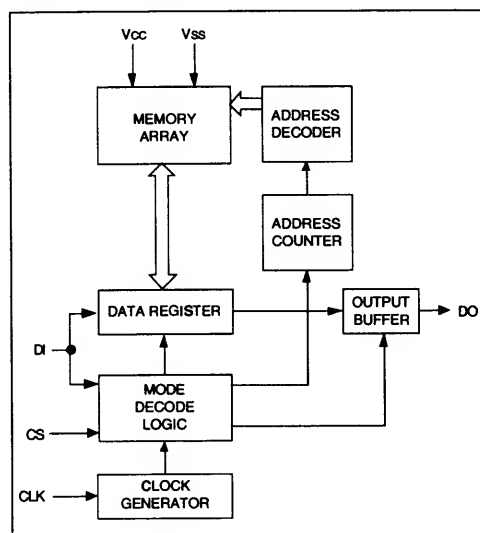 Vcc Vss
MEMORY
ARRAY
ADDRESS
DECODER
ADDRESS
COUNTER
DATA REGISTER
OUTPUT
BUFFER
DO
DI
MODE
DECODE
LOGIC
CS
CLK
CLOCK
GENERATOR